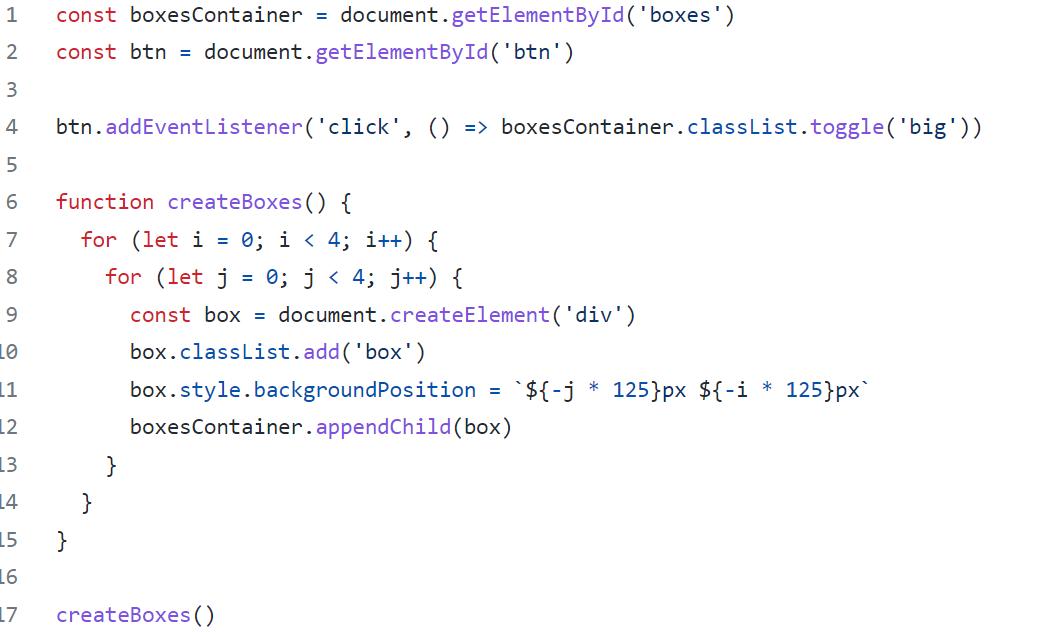 1 const boxesContainer = document.getElementById('boxes')
2 const btn = document.getElementById('btn')
3
4 btn.addEventListener('click', () => boxesContainer.classList.toggle('big'))
5
6 function createBoxes() {
7   for (let i = 0; i < 4; i++) {
8     for (let j = 0; j < 4; j++) {
9       const box = document.createElement('div')
10       box.classList.add('box')
11       box.style.backgroundPosition = `${-j * 125}px ${-i * 125}px`
12       boxesContainer.appendChild(box)
13     }
14   }
15 }
16
17 createBoxes()